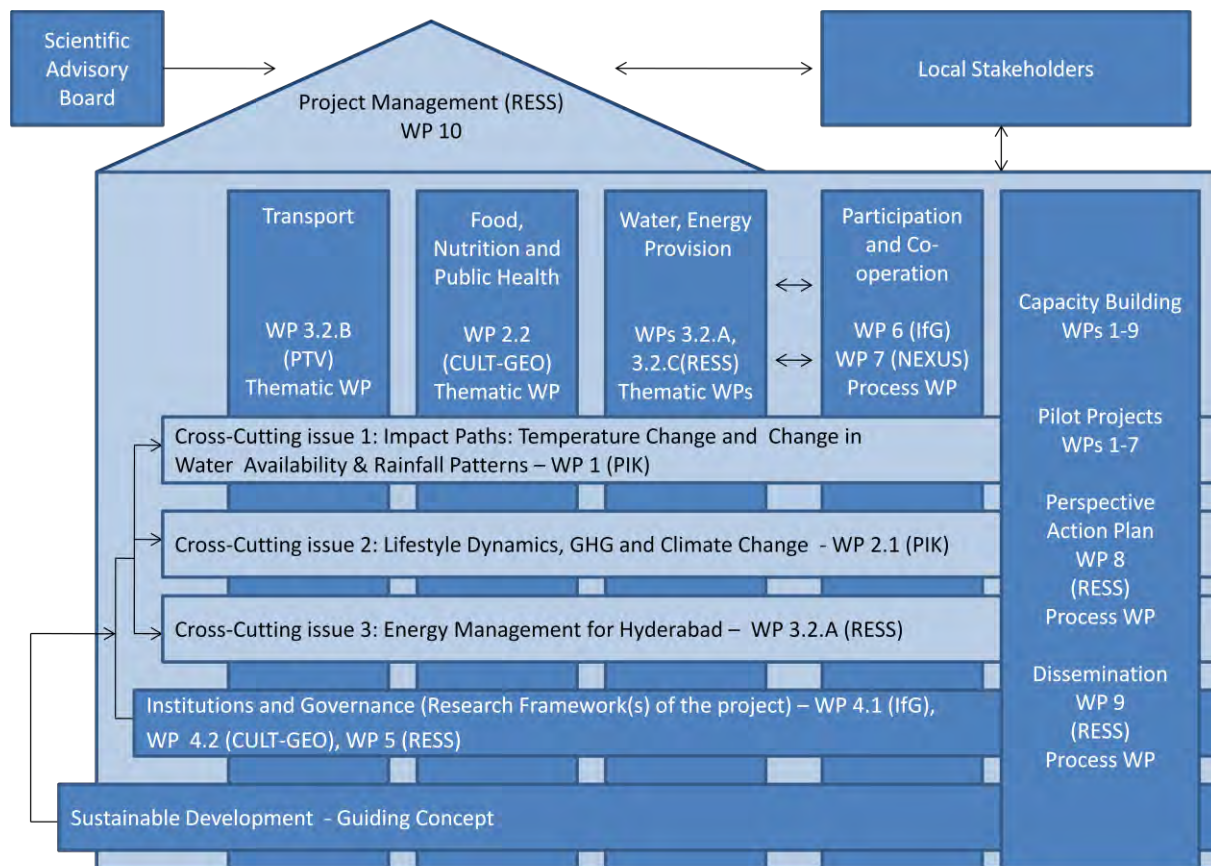 Scientific
Advisory
Board
Project Management (RESS)
WP 10
Local Stakeholders
Transport
WP 3.2.B
(PTV)
Thematic WP
Food,
Nutrition and
Public Health
WP 2.2
(CULT-GEO)
Thematic WP
Water, Energy
Provision
WPs 3.2.A,
3.2.C(RESS)
Thematic WPs
Participation
and Co-
operation
WP 6 (IfG)
WP 7 (NEXUS)
Process WP
Capacity Building
WPs 1-9
Pilot Projects
WPs 1-7
Perspective
Action Plan
WP 8
(RESS)
Process WP
Dissemination
WP 9
(RESS)
Process WP
Cross-Cutting issue 1: Impact Paths: Temperature Change and Change in
Water Availability & Rainfall Patterns – WP 1 (PIK)
Cross-Cutting issue 2: Lifestyle Dynamics, GHG and Climate Change - WP 2.1 (PIK)
Cross-Cutting issue 3: Energy Management for Hyderabad – WP 3.2.A (RESS)
Institutions and Governance (Research Framework(s) of the project) – WP 4.1 (IfG),
WP 4.2 (CULT-GEO), WP 5 (RESS)
Sustainable Development - Guiding Concept